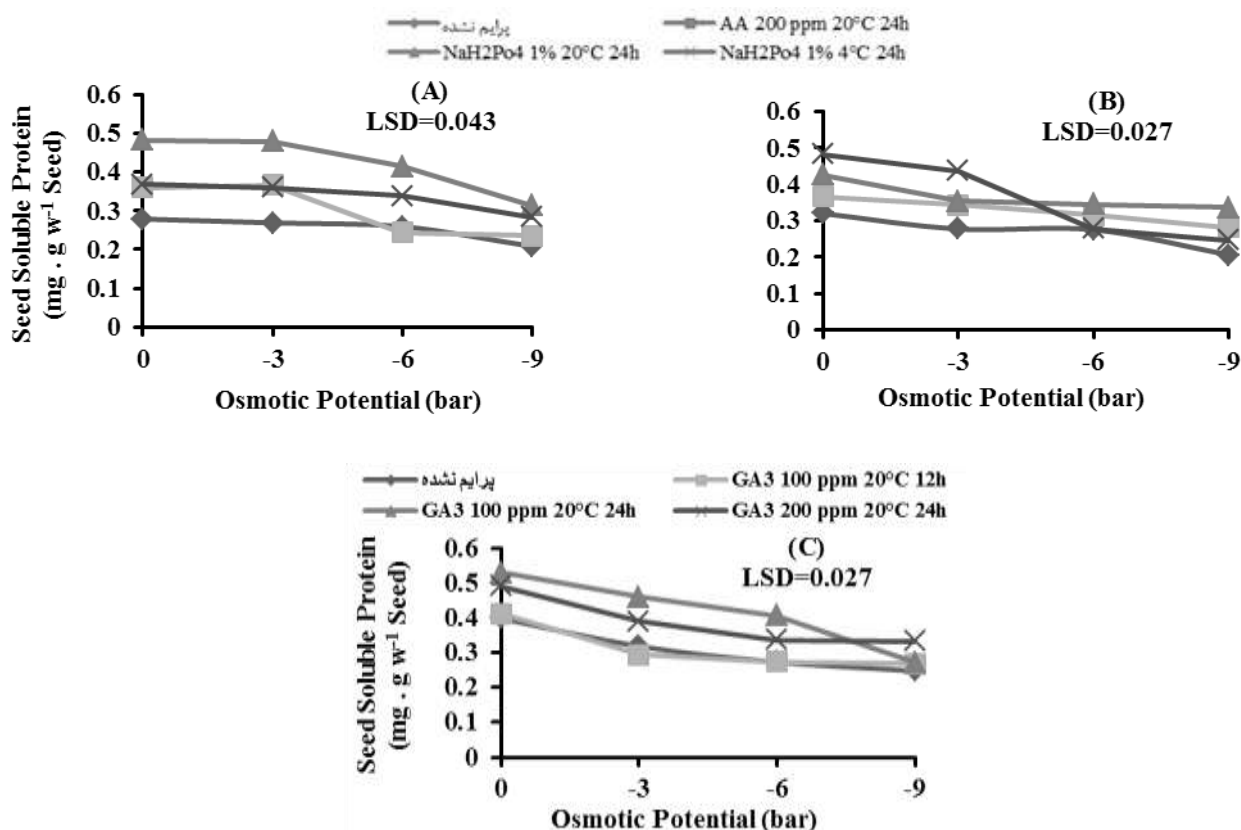 پرایم نشده AA 200 ppm 20°C 24h
NaH2Po4 1% 20°C 24h NaH2Po4 1% 4°C 24h
(A)
LSD=0.043
Seed Soluble Protein
(mg . g w-1 Seed)
0.6
0.5
0.4
0.3
0.2
0.1
0
0 -3 -6 -9
Osmotic Potential (bar)
(B)
LSD=0.027
0.6
0.5
0.4
0.3
0.2
0.1
0
0 -3 -6 -9
Osmotic Potential (bar)
پرایم نشده GA3 100 ppm 20°C 12h
GA3 100 ppm 20°C 24h GA3 200 ppm 20°C 24h
(C)
LSD=0.027
Seed Soluble Protein
(mg . g w-1 Seed)
0.6
0.5
0.4
0.3
0.2
0.1
0
0 -3 -6 -9
Osmotic Potential (bar)